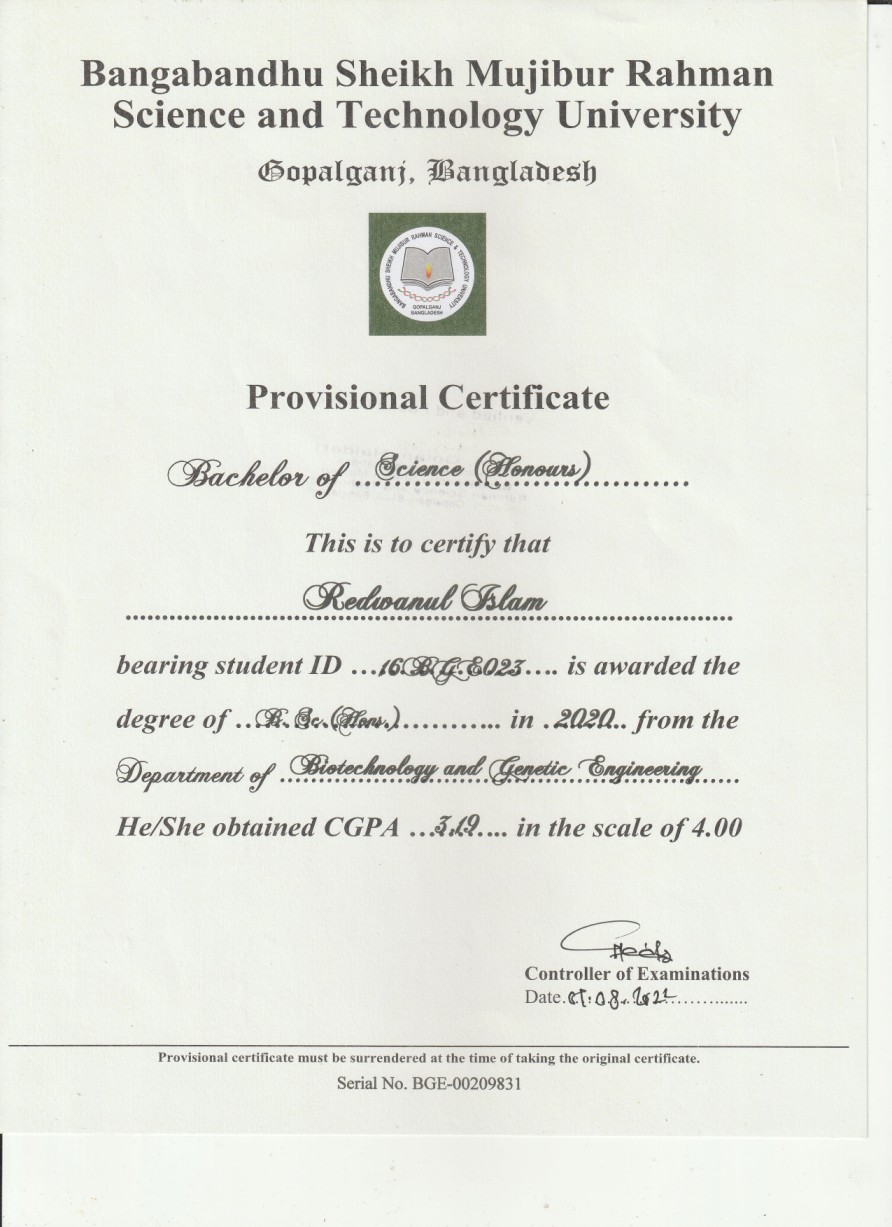 Bangabandhu Sheikh Mujibur Rahman
Science and Technology University
Gopalganj, Bangladesh
BANGABANDHU SHEIKH MUJIBUR RAHMAN SCIENCE & TECHNOLOGY UNIVERSITY
GOPALGANJ
BANGLADESH
Provisional Certificate
Bachelor of Science (Honours)
This is to certify that
Redwanul Islam
bearing student ID ...16BGE023.... is awarded the
degree of ...B. Sc. (Hons.)............... in .2020.. from the
Department of Biotechnology and Genetic Engineering
He/She obtained CGPA ...3.19.... in the scale of 4.00
Controller of Examinations
Date.
Provisional certificate must be surrendered at the time of taking the original certificate.
Serial No. BGE-00209831